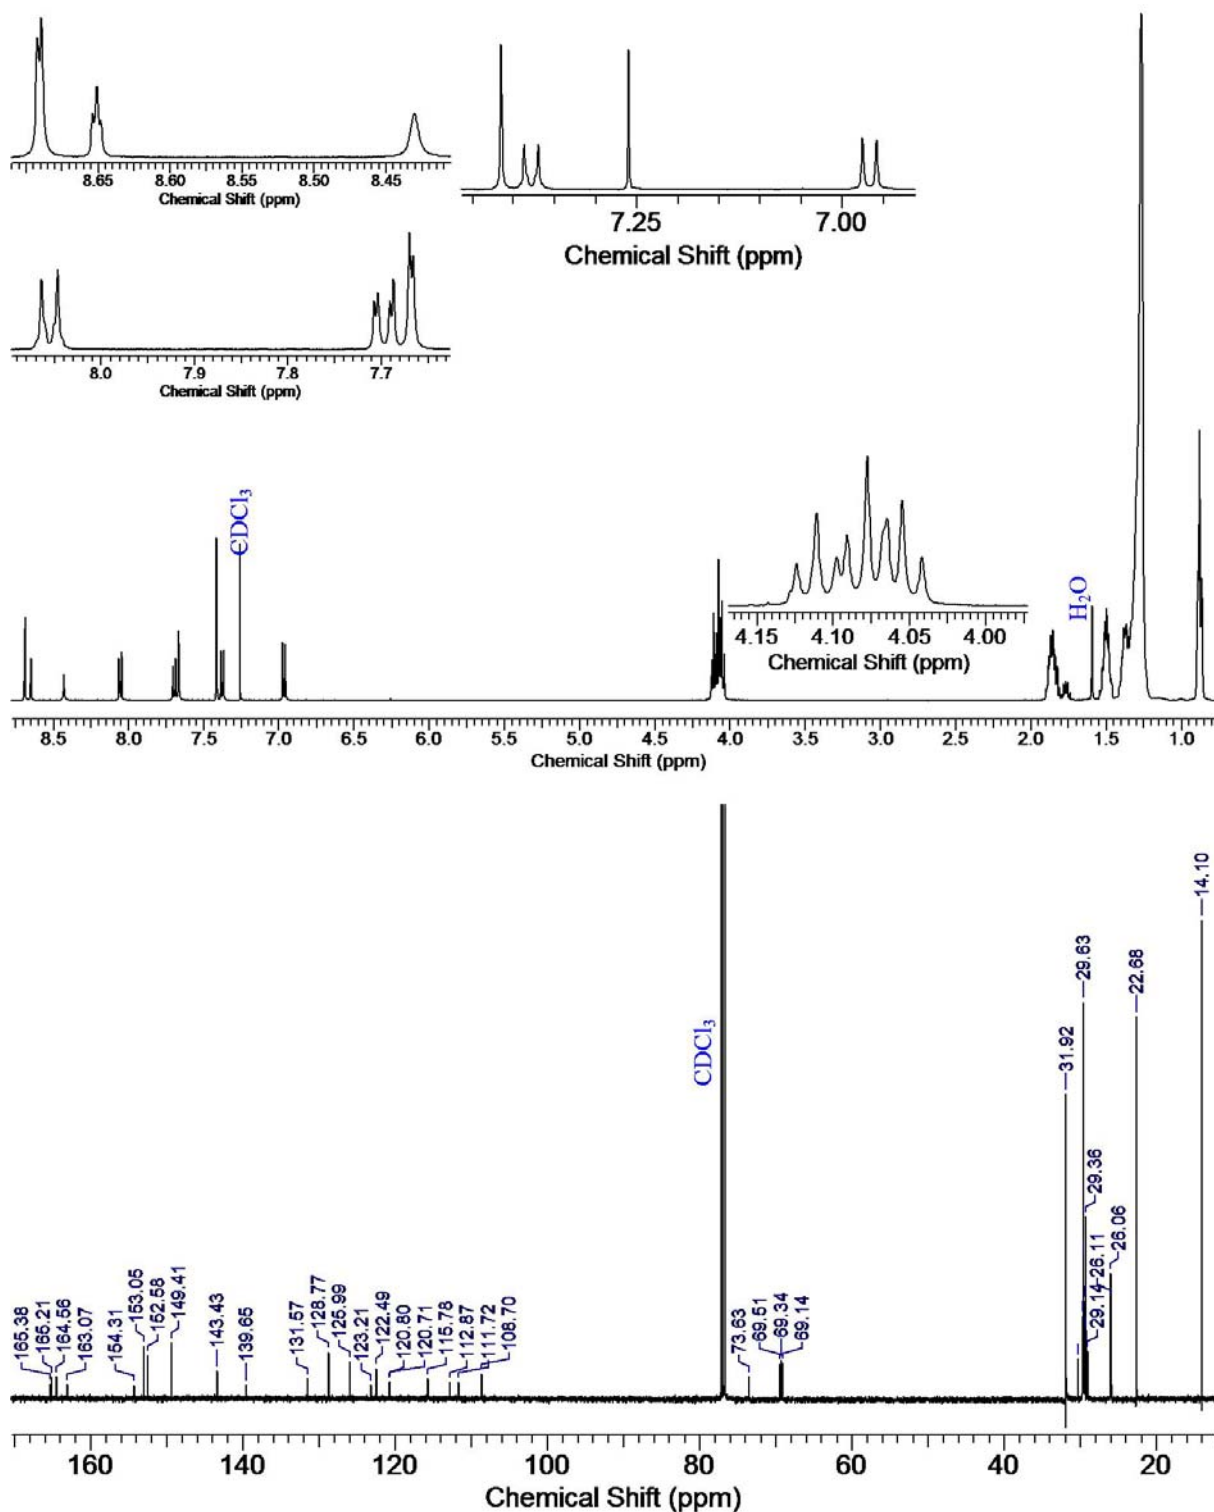 8.65 8.60 8.55 8.50 8.45
Chemical Shift (ppm)
7.25 7.00
Chemical Shift (ppm)
8.0 7.9 7.8 7.7
Chemical Shift (ppm)
CDCl3
4.15 4.10 4.05 4.00
Chemical Shift (ppm)
H2O
8.5 8.0 7.5 7.0 6.5 6.0 5.5 5.0 4.5 4.0 3.5 3.0 2.5 2.0 1.5 1.0
Chemical Shift (ppm)
165.38
165.21
164.56
163.07
154.31
153.05
152.58
149.41
143.43
139.65
131.57
128.77
125.99
123.21
122.49
120.80
120.71
115.78
112.87
111.72
108.70
CDCl3
73.63
69.51
69.34
69.14
31.92
29.63
29.36
29.14
26.11
26.06
22.68
14.10
160 140 120 100 80 60 40 20
Chemical Shift (ppm)